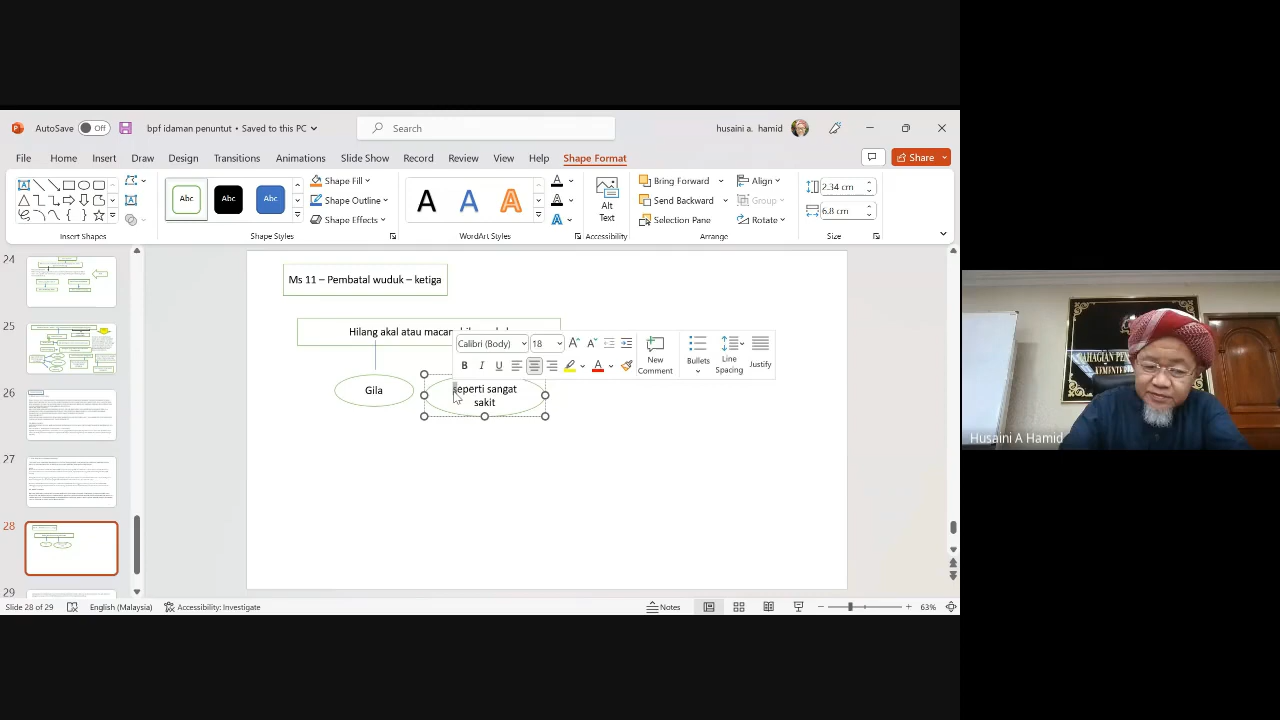 AutoSave Off bpf idaman penuntut • Saved to this PC Search husaini a. hamid
File Home Insert Draw Design Transitions Animations Slide Show Record Review View Help Shape Format Share
Abc Abc Abc
Shape Fill
Shape Outline
Shape Effects
A A A
Alt Text
Bring Forward
Send Backward
Selection Pane
Align
Group
Rotate
2.34 cm
6.8 cm
Insert Shapes Shape Styles WordArt Styles Accessibility Arrange Size
24
25
26
27
28
29
Ms 11 – Pembatal wuduk – ketiga
Hilang akal atau
Calibri (Body) 18
B I U
New Comment
Bullets
Line Spacing
Justify
Gila
seperti sangat
sakit
Husaini A Hamid
Slide 28 of 29 English (Malaysia) Accessibility: Investigate Notes 63%